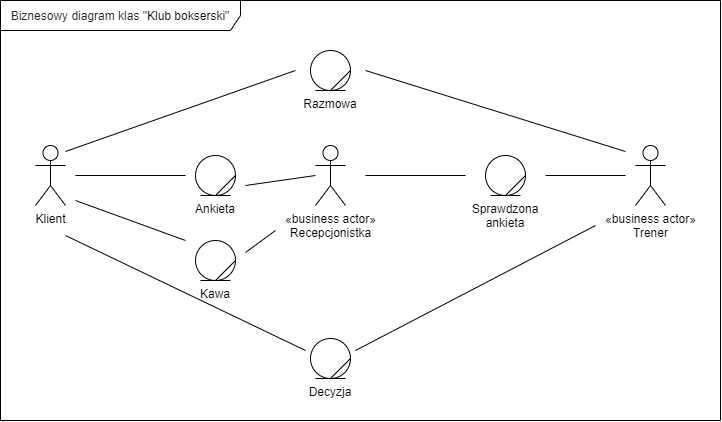 Biznesowy diagram klas "Klub bokserski"
Razmowa
Klient
Ankieta
«business actor»
Recepcjonistka
Sprawdzona
ankieta
«business actor»
Trener
Kawa
Decyzja